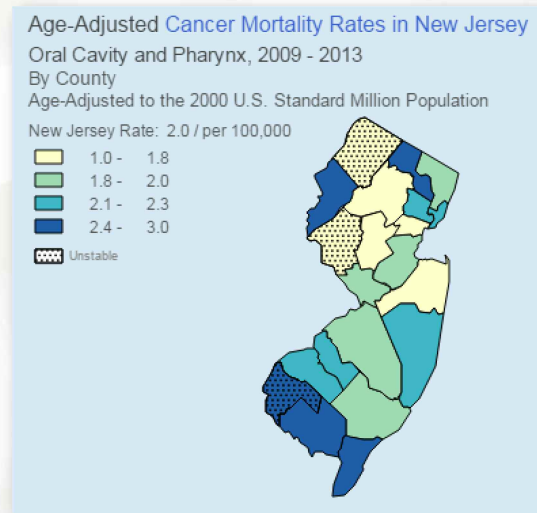 Age-Adjusted Cancer Mortality Rates in New Jersey
Oral Cavity and Pharynx, 2009 - 2013
By County
Age-Adjusted to the 2000 U.S. Standard Million Population
New Jersey Rate: 2.0 / per 100,000
1.0 - 1.8
1.8 - 2.0
2.1 - 2.3
2.4 - 3.0
Unstable